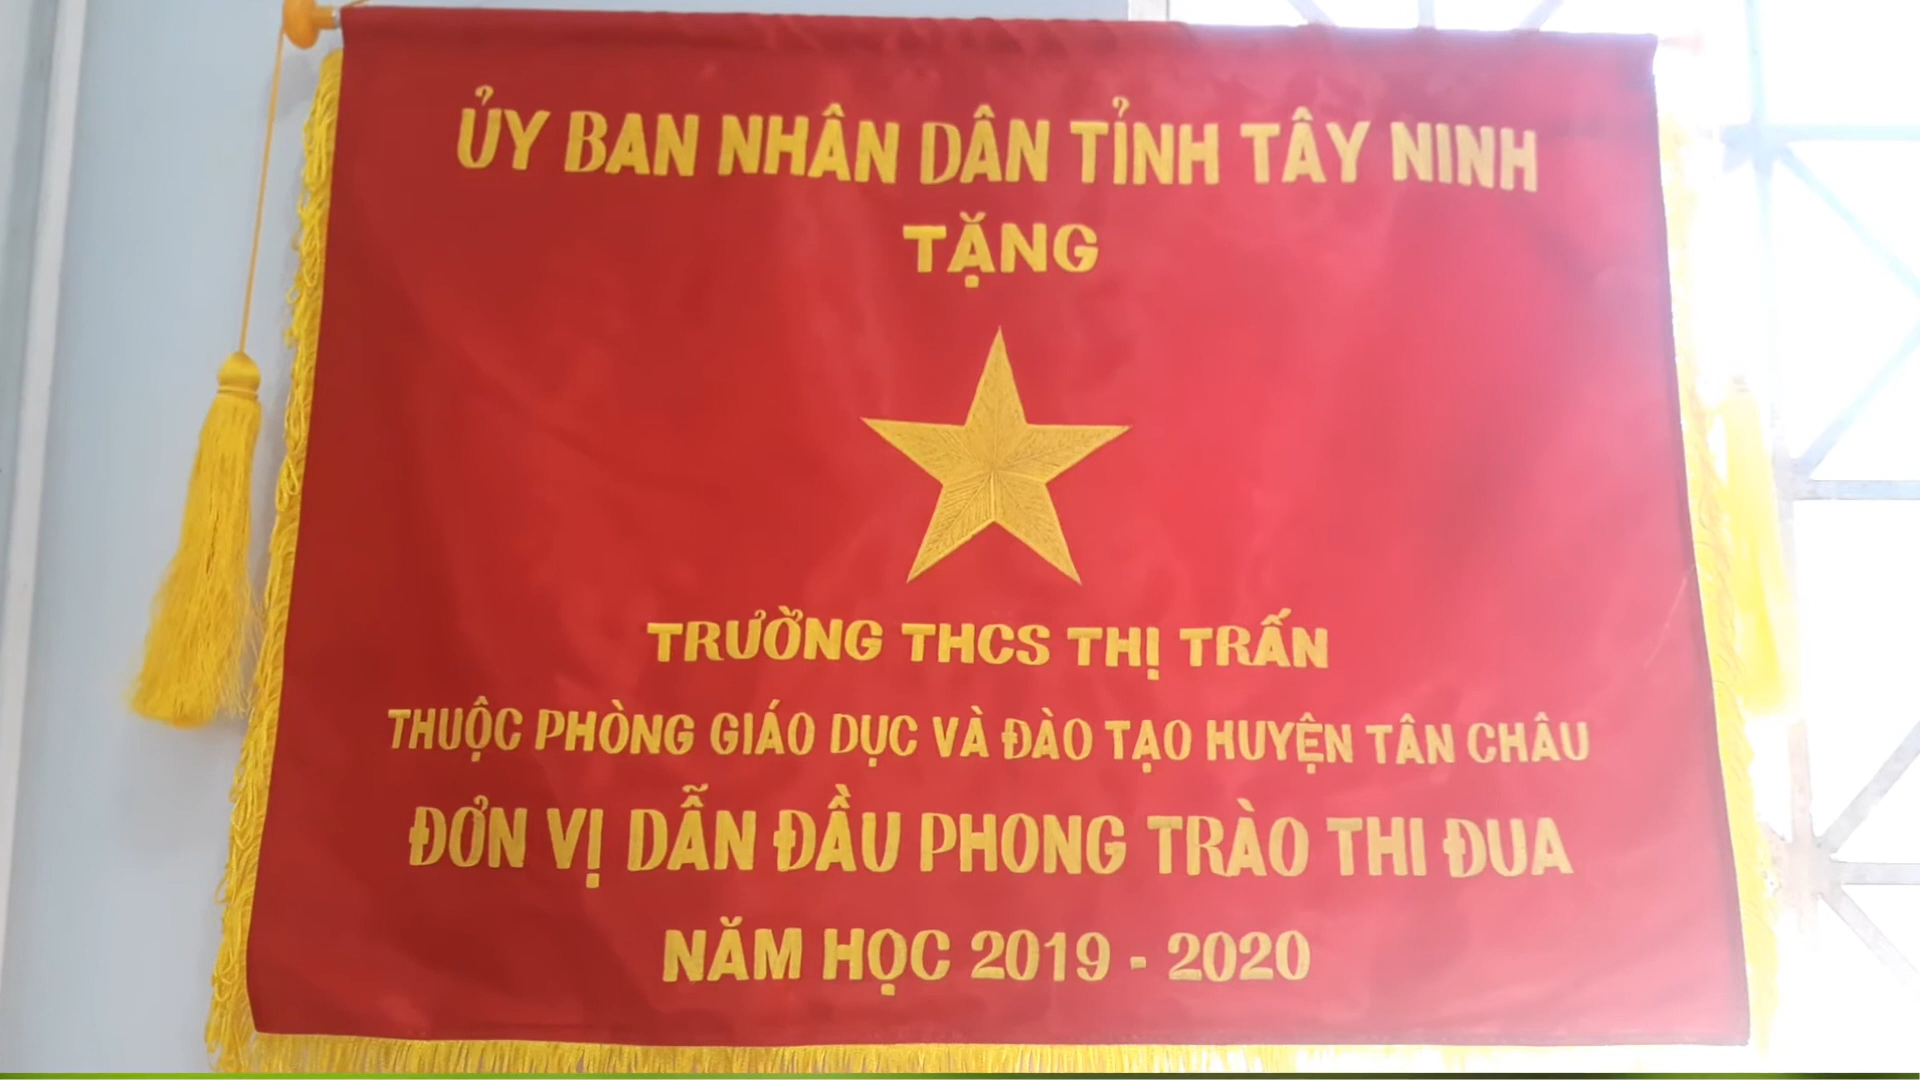 ỦY BAN NHÂN DÂN TỈNH TÂY NINH
TẶNG
TRƯỜNG THCS THỊ TRẤN
THUỘC PHÒNG GIÁO DỤC VÀ ĐÀO TẠO HUYỆN TÂN CHÂU
ĐƠN VỊ DẪN ĐẦU PHONG TRÀO THI ĐUA
NĂM HỌC 2019 - 2020